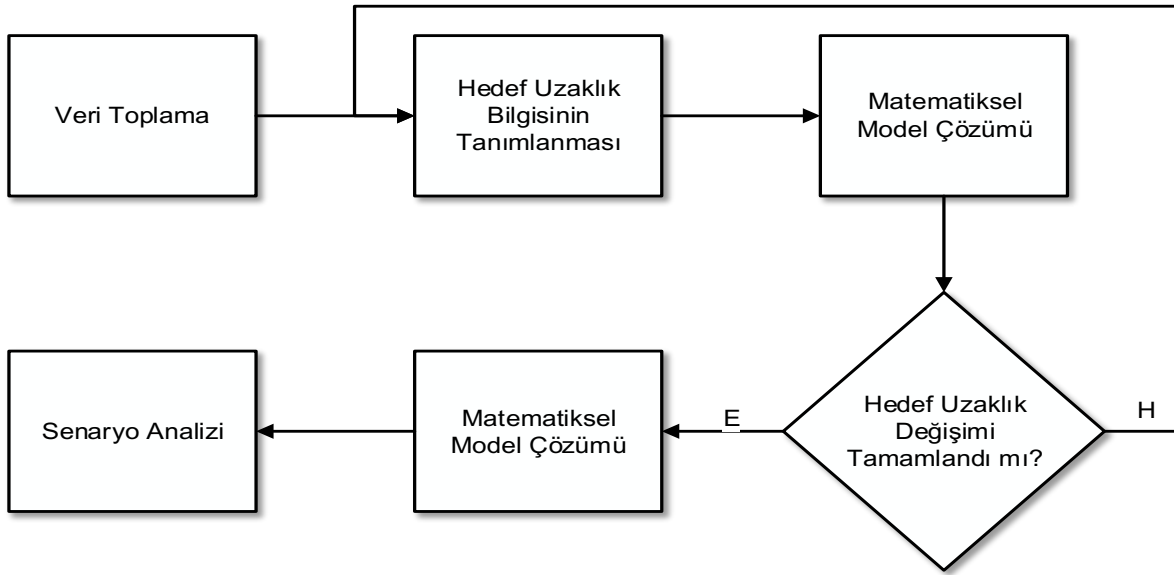 Veri Toplama
Hedef Uzaklık
Bilgisinin
Tanımlanması
Matematiksel
Model Çözümü
Hedef Uzaklık
Değişimi
Tamamlandı mı?
H
E
Matematiksel
Model Çözümü
Senaryo Analizi